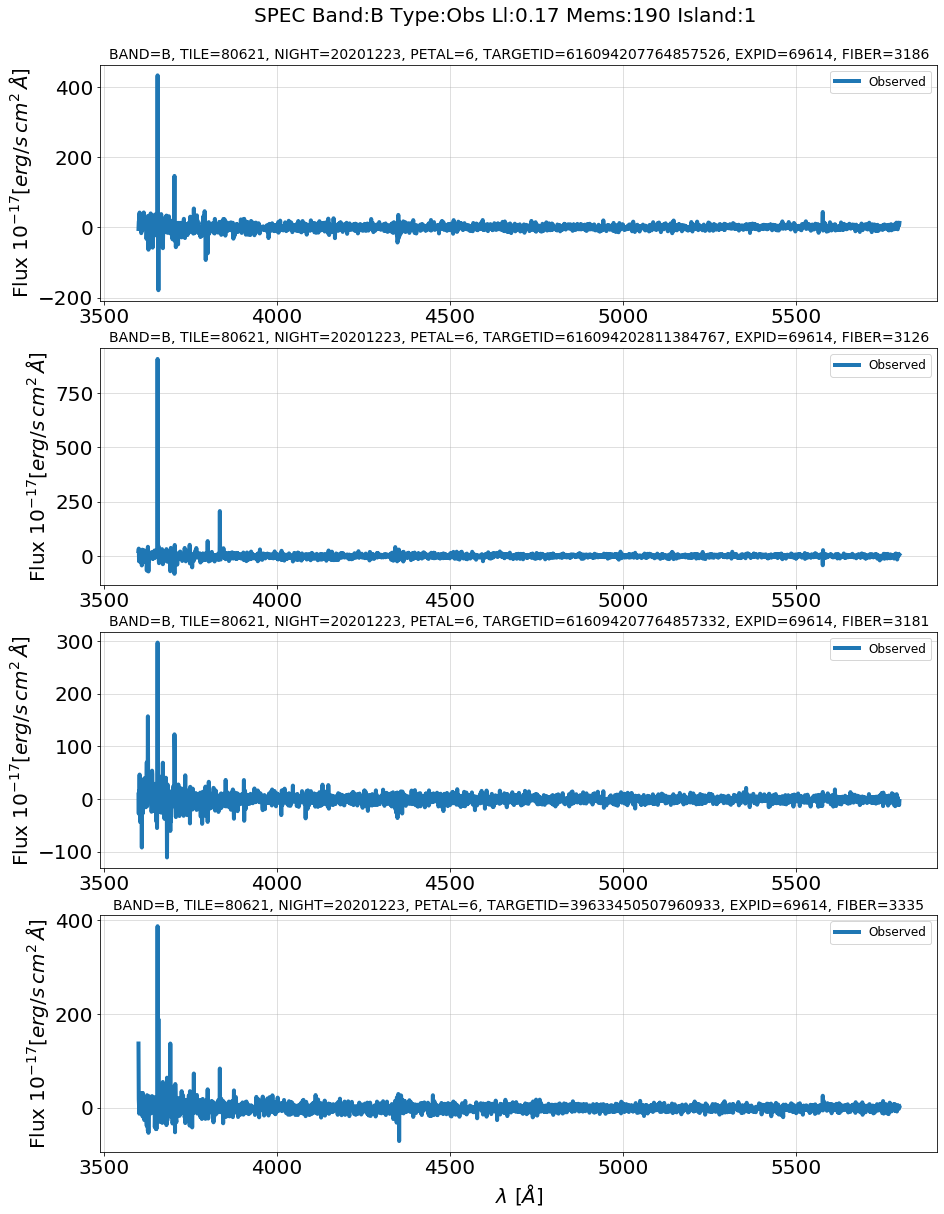 SPEC Band:B Type:Obs Ll:0.17 Mems:190 Island:1
BAND=B, TILE=80621, NIGHT=20201223, PETAL=6, TARGETID=616094207764857526, EXPID=69614, FIBER=3186
Observed
Flux 10⁻¹⁷[erg/s cm² Å]
400
200
0
−200
3500 4000 4500 5000 5500
BAND=B, TILE=80621, NIGHT=20201223, PETAL=6, TARGETID=616094202811384767, EXPID=69614, FIBER=3126
Observed
Flux 10⁻¹⁷[erg/s cm² Å]
750
500
250
0
3500 4000 4500 5000 5500
BAND=B, TILE=80621, NIGHT=20201223, PETAL=6, TARGETID=616094207764857332, EXPID=69614, FIBER=3181
Observed
Flux 10⁻¹⁷[erg/s cm² Å]
300
200
100
0
−100
3500 4000 4500 5000 5500
BAND=B, TILE=80621, NIGHT=20201223, PETAL=6, TARGETID=39633450507960933, EXPID=69614, FIBER=3335
Observed
Flux 10⁻¹⁷[erg/s cm² Å]
400
200
0
3500 4000 4500 5000 5500
λ [Å]